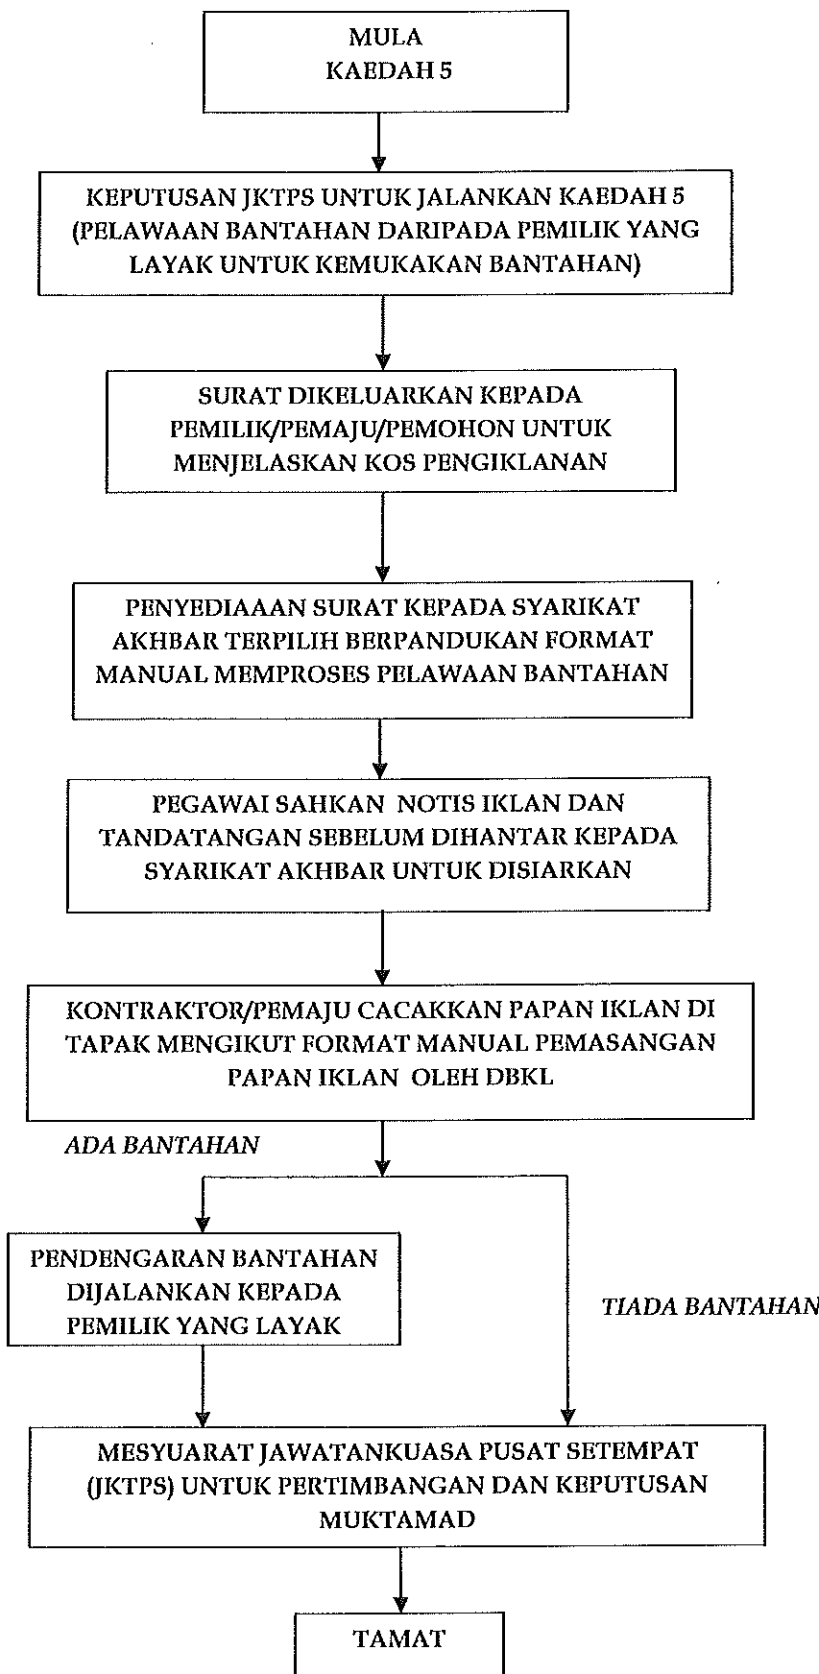 MULA
KAEDAH 5
KEPUTUSAN JKTPS UNTUK JALANKAN KAEDAH 5
(PELAWAAN BANTAHAN DARIPADA PEMILIK YANG
LAYAK UNTUK KEMUKAKAN BANTAHAN)
SURAT DIKELUARKAN KEPADA
PEMILIK/PEMAJU/PEMOHON UNTUK
MENJELASKAN KOS PENGIKLANAN
PENYEDIAAAN SURAT KEPADA SYARIKAT
AKHBAR TERPILIH BERPANDUKAN FORMAT
MANUAL MEMPROSES PELAWAAN BANTAHAN
PEGAWAI SAHKAN NOTIS IKLAN DAN
TANDATANGAN SEBELUM DIHANTAR KEPADA
SYARIKAT AKHBAR UNTUK DISIARKAN
KONTRAKTOR/PEMAJU CACAKKAN PAPAN IKLAN DI
TAPAK MENGIKUT FORMAT MANUAL PEMASANGAN
PAPAN IKLAN OLEH DBKL
ADA BANTAHAN
PENDENGARAN BANTAHAN
DIJALANKAN KEPADA
PEMILIK YANG LAYAK
TIADA BANTAHAN
MESYUARAT JAWATANKUASA PUSAT SETEMPAT
(JKTPS) UNTUK PERTIMBANGAN DAN KEPUTUSAN
MUKTAMAD
TAMAT